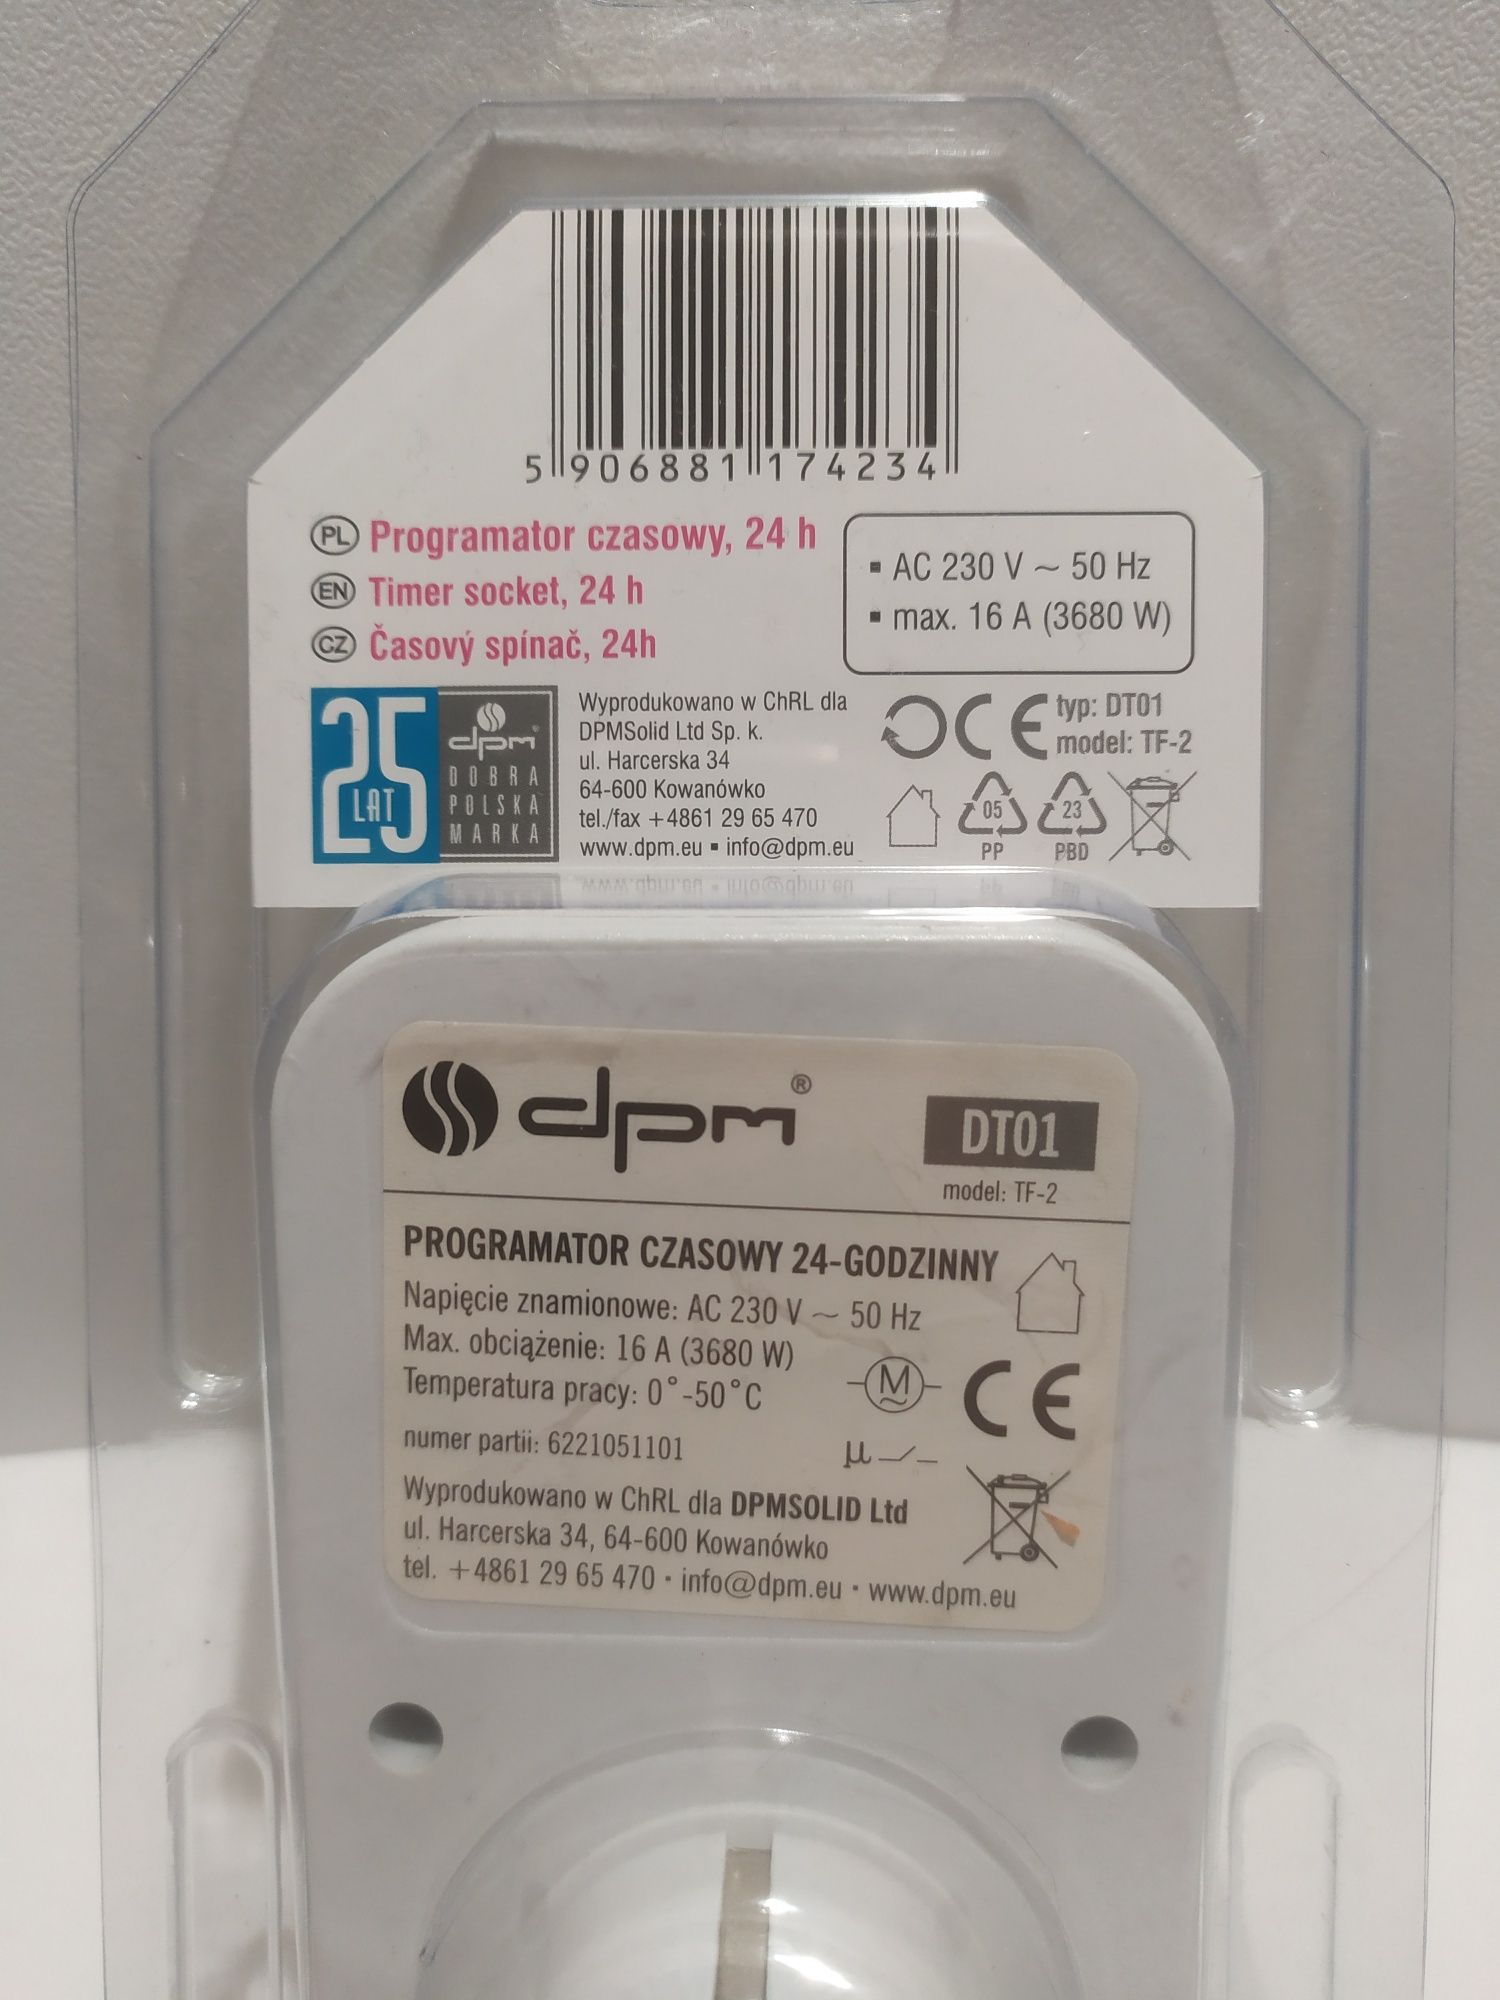 5 906881 174234
PL Programator czasowy, 24 h
EN Timer socket, 24 h
CZ Časový spínač, 24h
▪ AC 230 V ~ 50 Hz
▪ max. 16 A (3680 W)
25
LAT
dpm®
DOBRA
POLSKA
MARKA
Wyprodukowano w ChRL dla
DPMSolid Ltd Sp. k.
ul. Harcerska 34
64-600 Kowanówko
tel./fax +4861 29 65 470
www.dpm.eu ▪ info@dpm.eu
CE
typ: DT01
model: TF-2
05
PP
23
PBD
dpm®
DT01
model: TF-2
PROGRAMATOR CZASOWY 24-GODZINNY
Napięcie znamionowe: AC 230 V ~ 50 Hz
Max. obciążenie: 16 A (3680 W)
Temperatura pracy: 0°-50°C
M
CE
numer partii: 6221051101
µ
Wyprodukowano w ChRL dla DPMSOLID Ltd
ul. Harcerska 34, 64-600 Kowanówko
tel. +4861 29 65 470 · info@dpm.eu · www.dpm.eu